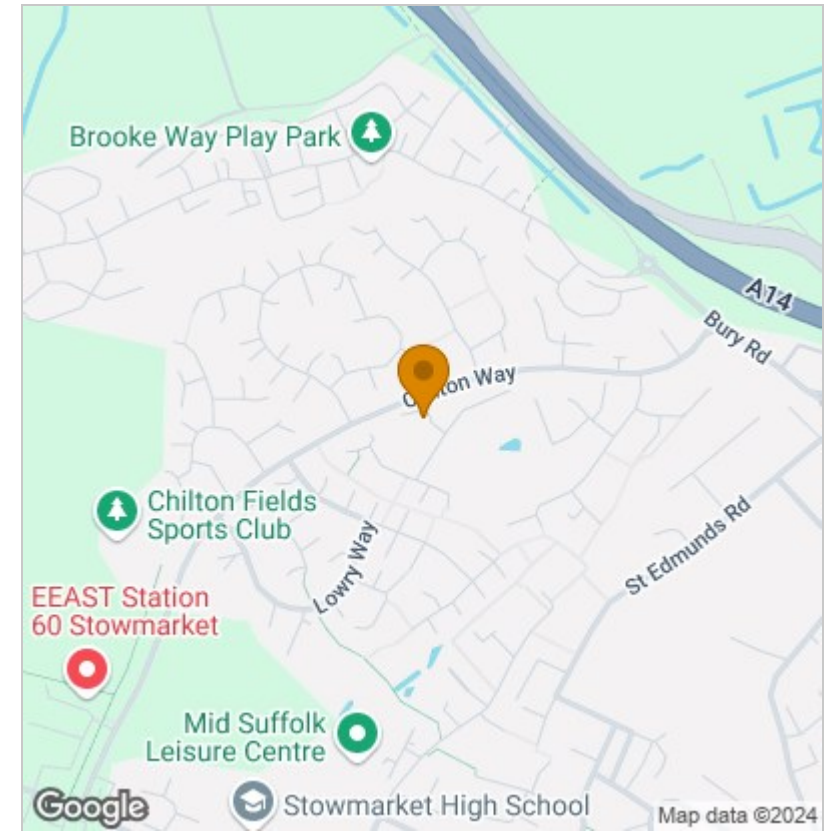 Brooke Way Play Park
A14
Bury Rd
Chilton Way
Chilton Fields
Sports Club
St Edmunds Rd
Lowry Way
EEAST Station
60 Stowmarket
Mid Suffolk
Leisure Centre
Stowmarket High School
Google
Map data ©2024